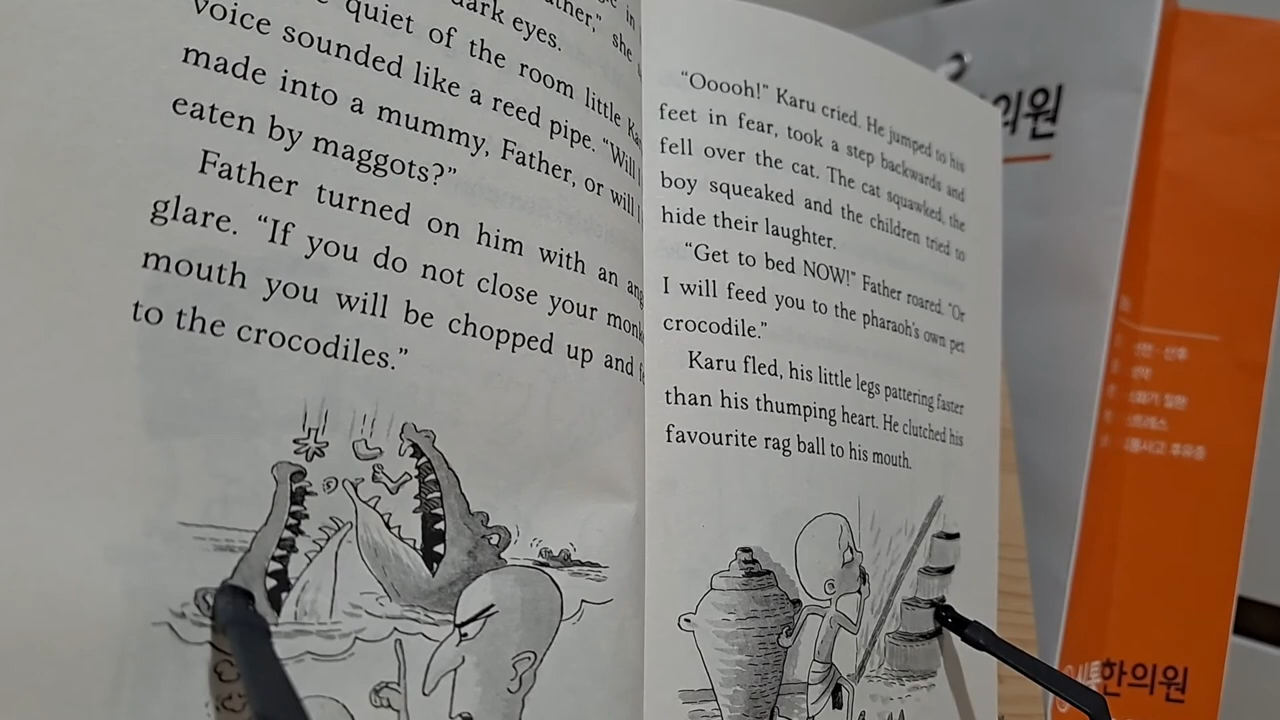 in
dark eyes.
quiet of the room little
voice sounded like a reed pipe. "Will
made into a mummy, Father, or will
eaten by maggots?"
Father turned on him with an
glare. "If you do not close your
mouth you will be chopped up and
to the crocodiles."
she
"Ooooh!" Karu cried. He jumped to his
feet in fear, took a step backwards and
fell over the cat. The cat squawked, the
boy squeaked and the children tried to
hide their laughter.
"Get to bed NOW!" Father roared. "Or
I will feed you to the pharaoh's own pet
crocodile."
Karu fled, his little legs pattering faster
than his thumping heart. He clutched his
favourite rag ball to his mouth.
의원
한의원